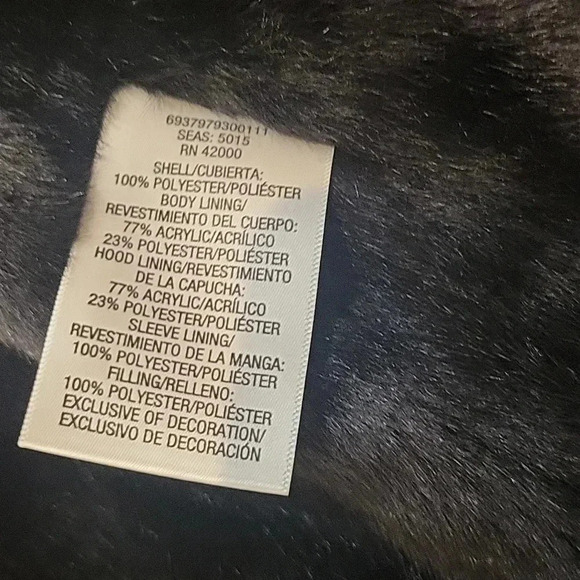 6937979300111
SEAS: 5015
RN 42000
SHELL/CUBIERTA:
100% POLYESTER/POLIÉSTER
BODY LINING/
REVESTIMIENTO DEL CUERPO:
77% ACRYLIC/ACRÍLICO
23% POLYESTER/POLIÉSTER
HOOD LINING/REVESTIMIENTO
DE LA CAPUCHA:
77% ACRYLIC/ACRÍLICO
23% POLYESTER/POLIÉSTER
SLEEVE LINING/
REVESTIMIENTO DE LA MANGA:
100% POLYESTER/POLIÉSTER
FILLING/RELLENO:
100% POLYESTER/POLIÉSTER
EXCLUSIVE OF DECORATION/
EXCLUSIVO DE DECORACIÓN